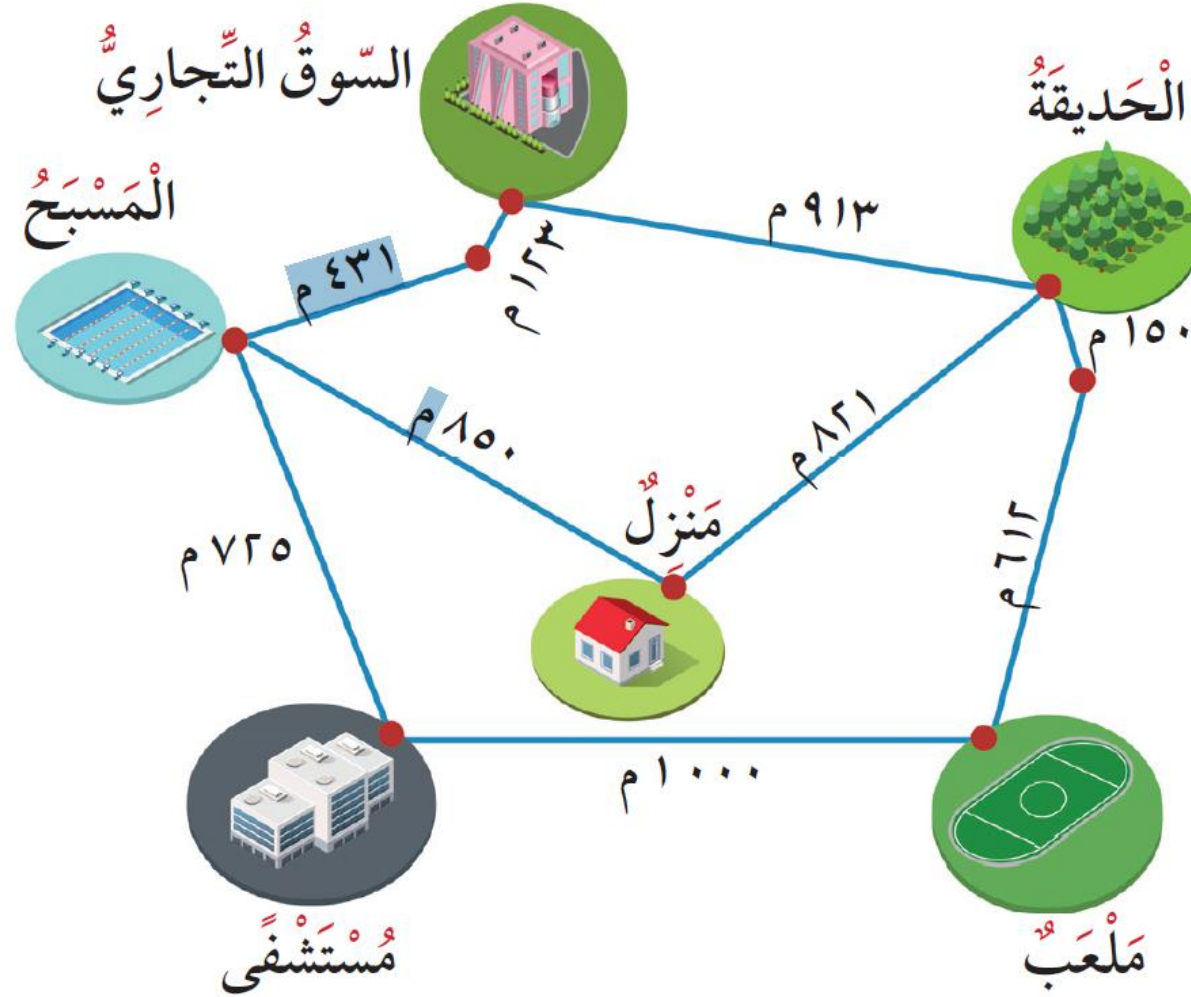 السّوقُ التِّجارِيُّ
الْحَديقَةُ
الْمَسْبَحُ
٩١٣ م
١٢٣ م
٤٣١ م
١٥٠ م
٨٥٠ م
٨٢١ م
مَنْزِلٌ
٦١٢ م
٧٢٥ م
١٠٠٠ م
مُسْتَشْفًى
مَلْعَبٌ